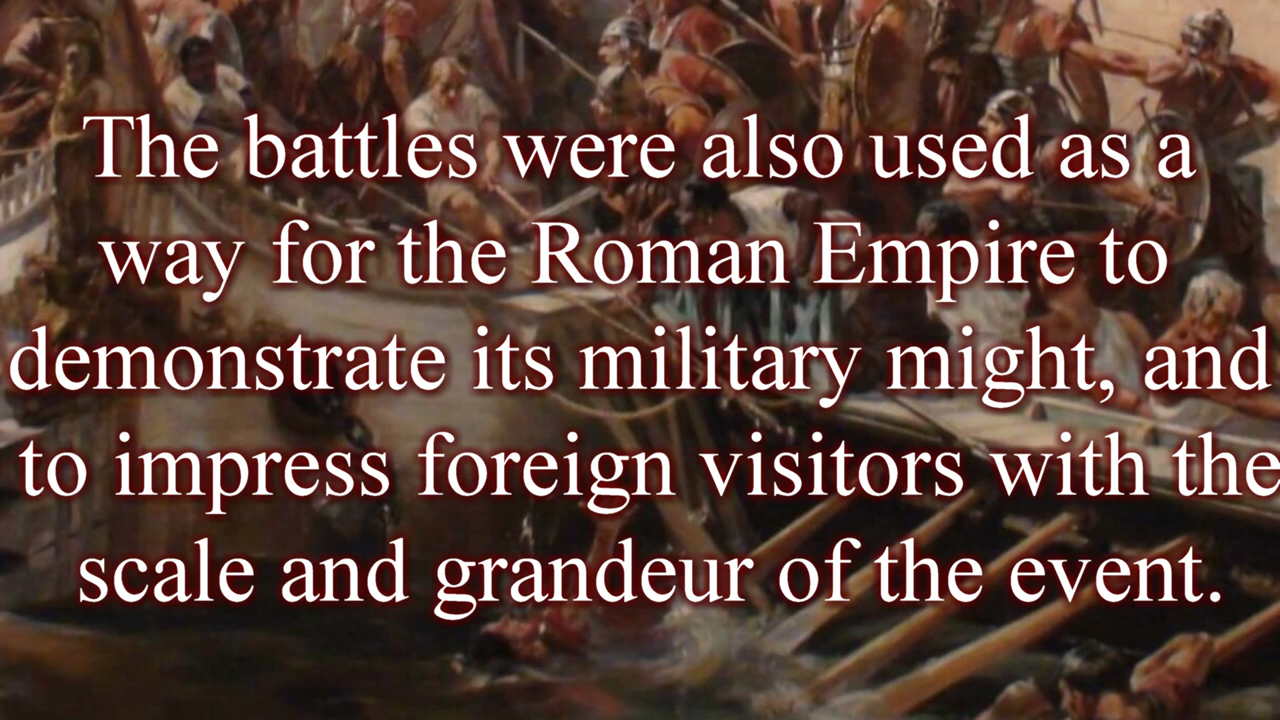 The battles were also used as a
way for the Roman Empire to
demonstrate its military might, and
to impress foreign visitors with the
scale and grandeur of the event.